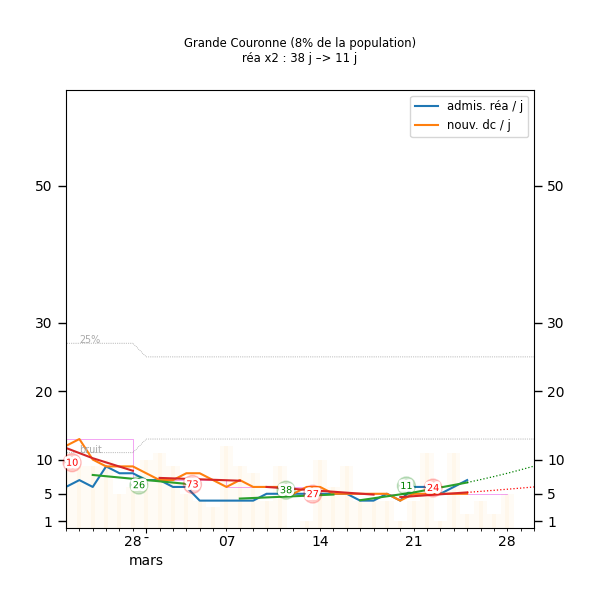 Grande Couronne (8% de la population)
réa x2 : 38 j –> 11 j
admis. réa / j
nouv. dc / j
50 50
30 30
25%
20 20
bruit
10 10
10
26
73
38
27
11
24
5 5
1 1
28 07 14 21 28
mars